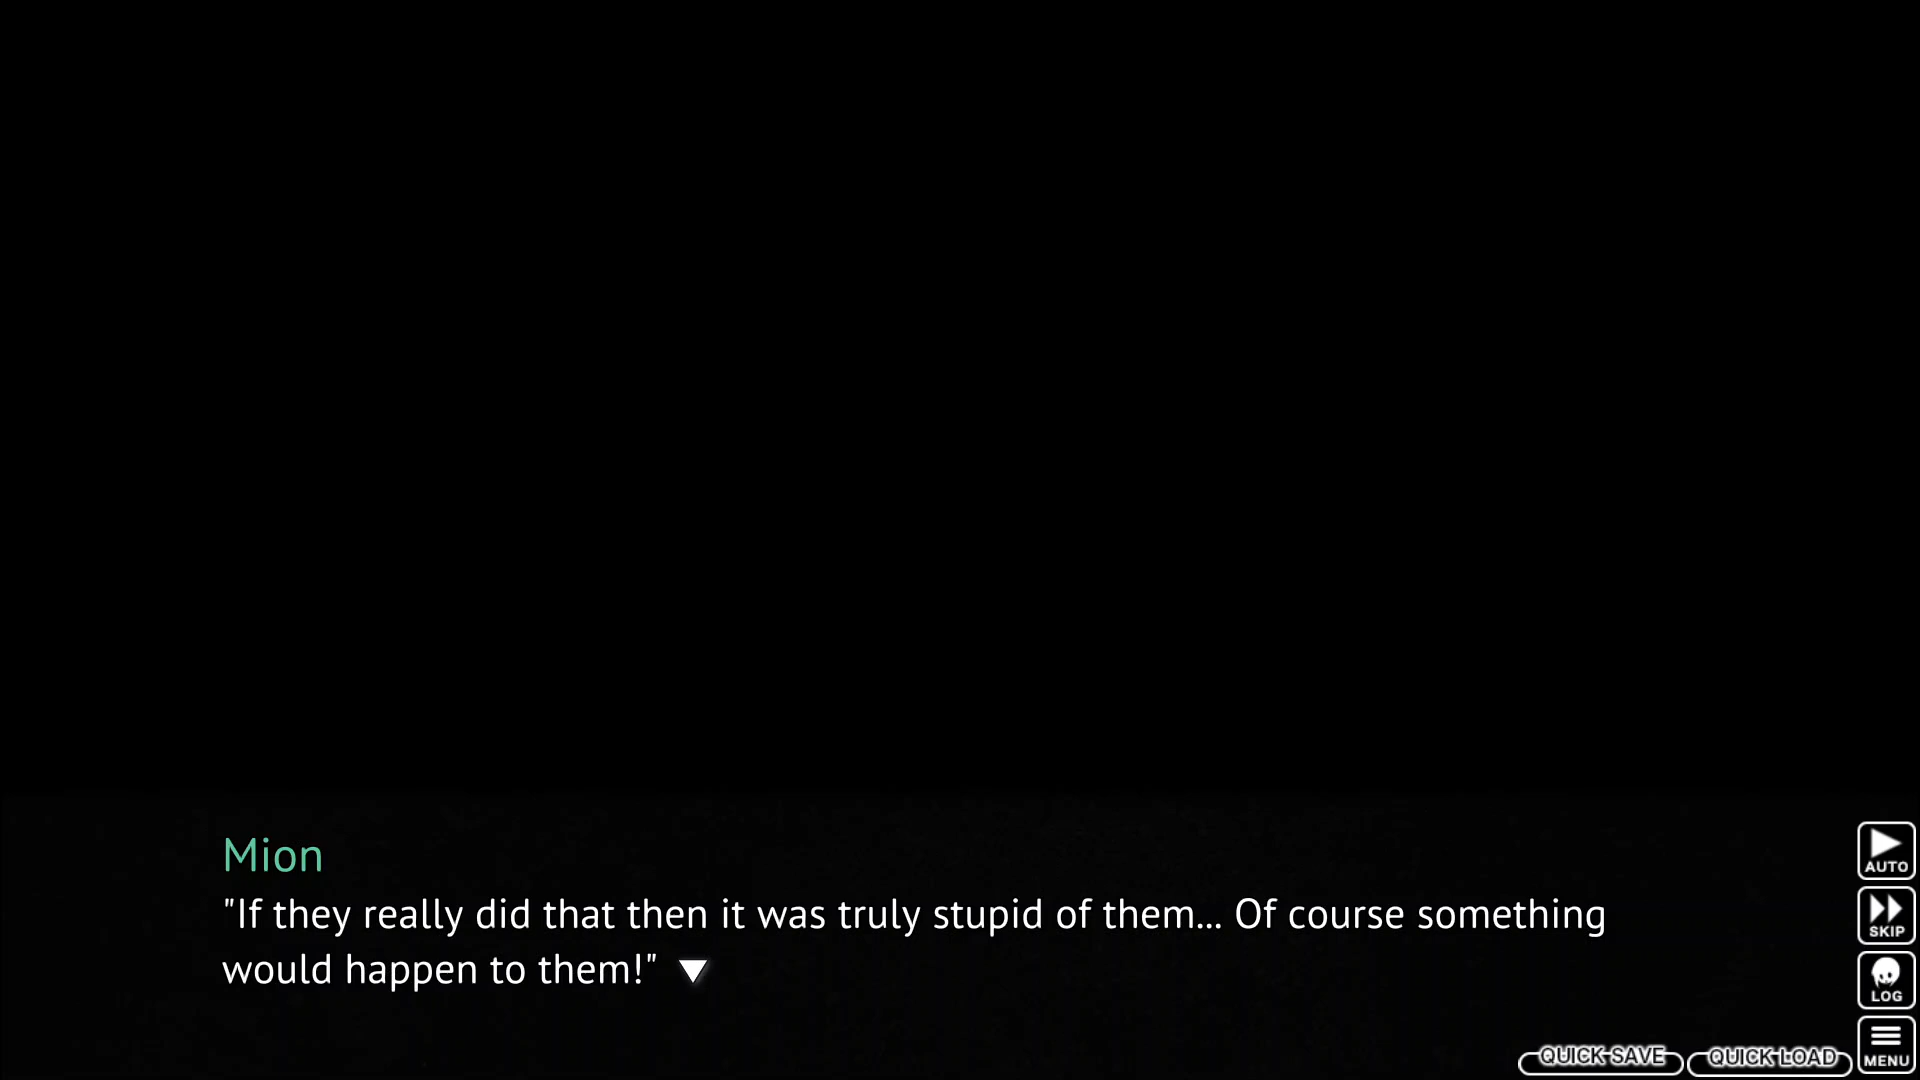 Mion
"If they really did that then it was truly stupid of them... Of course something
would happen to them!"
AUTO
SKIP
LOG
MENU
QUICK SAVE
QUICK LOAD